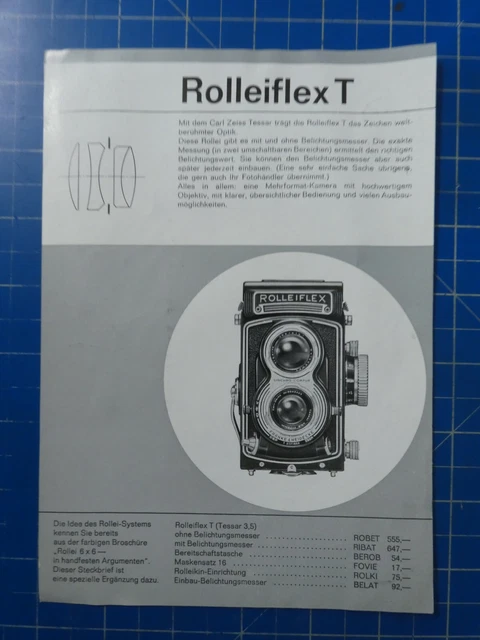 Rolleiflex T
Mit dem Carl Zeiss Tessar trägt die Rolleiflex T das Zeichen welt-
berühmter Optik.
Diese Rollei gibt es mit und ohne Belichtungsmesser. Die exakte
Messung (in zwei umschaltbaren Bereichen) ermittelt den richtigen
Belichtungswert. Sie können den Belichtungsmesser aber auch
später jederzeit einbauen. (Eine sehr einfache Sache übrigens,
die gern auch Ihr Fotohändler übernimmt.)
Alles in allem: eine Mehrformat-Kamera mit hochwertigem
Objektiv, mit klarer, übersichtlicher Bedienung und vielen Ausbau-
möglichkeiten.
ROLLEIFLEX
Die Idee des Rollei-Systems
kennen Sie bereits
aus der farbigen Broschüre
„Rollei 6 x 6 —
in handfesten Argumenten".
Dieser Steckbrief ist
eine spezielle Ergänzung dazu.
Rolleiflex T (Tessar 3,5)
ohne Belichtungsmesser ROBET 555,—
mit Belichtungsmesser RIBAT 647,—
Bereitschaftstasche BEROB 54,—
Maskensatz 16 FOVIE 17,—
Rolleikin-Einrichtung ROLKI 75,—
Einbau-Belichtungsmesser BELAT 92,—